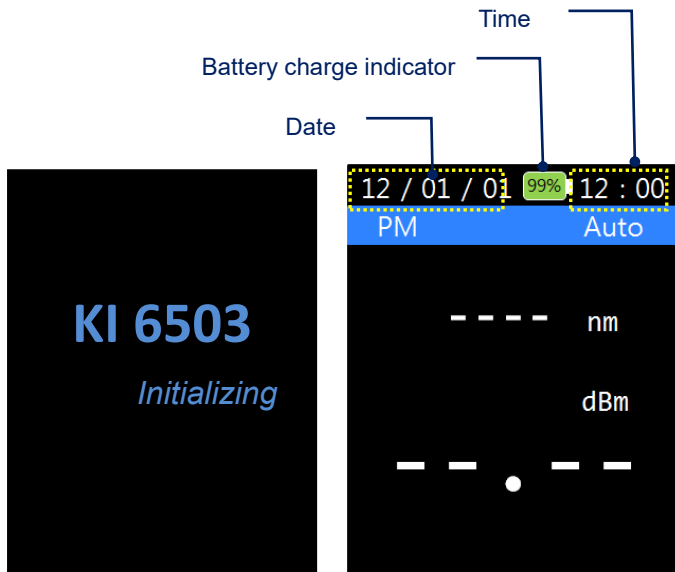 Time
Battery charge indicator
Date
KI 6503
Initializing
12 / 01 / 01 99% 12 : 00
PM Auto
---- nm
dBm
-- . --